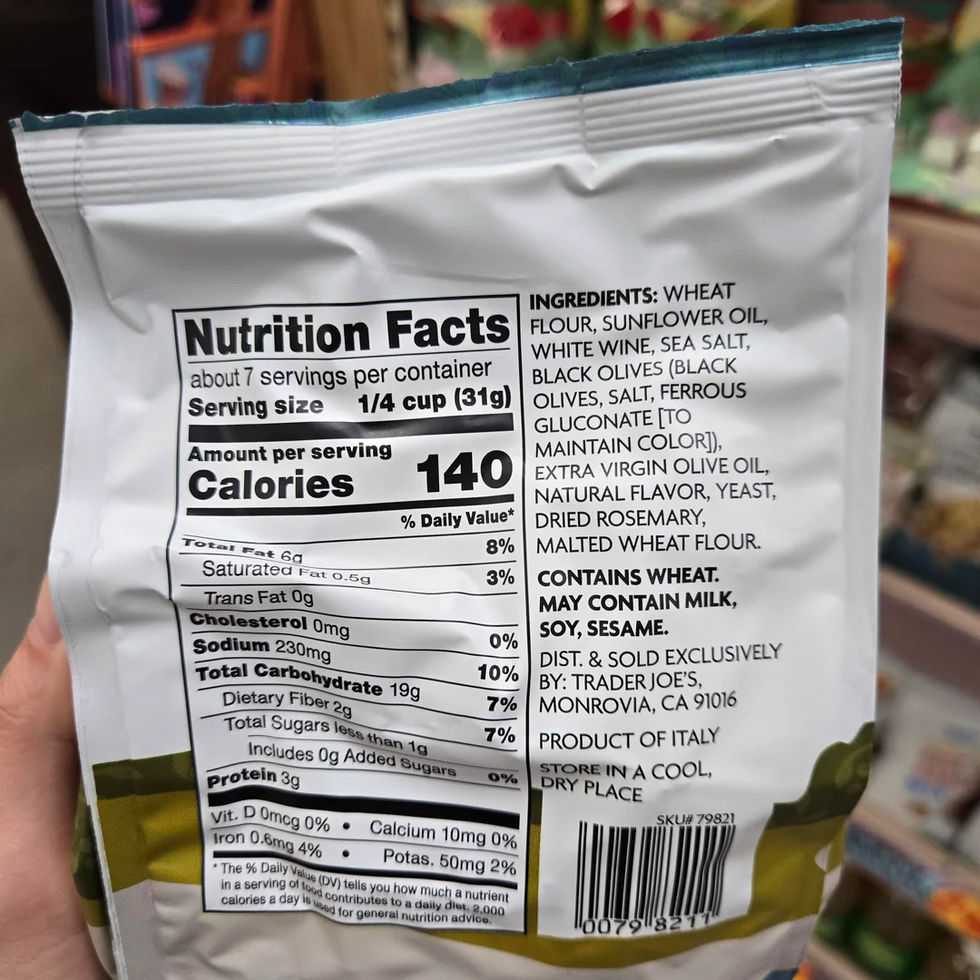 Nutrition Facts
about 7 servings per container
Serving size 1/4 cup (31g)
Amount per serving
Calories 140
% Daily Value*
Total Fat 6g 8%
Saturated Fat 0.5g 3%
Trans Fat 0g
Cholesterol 0mg 0%
Sodium 230mg 10%
Total Carbohydrate 19g 7%
Dietary Fiber 2g 7%
Total Sugars less than 1g
Includes 0g Added Sugars 0%
Protein 3g
Vit. D 0mcg 0% • Calcium 10mg 0%
Iron 0.6mg 4% • Potas. 50mg 2%
* The % Daily Value (DV) tells you how much a nutrient
in a serving of food contributes to a daily diet. 2,000
calories a day is used for general nutrition advice.
INGREDIENTS: WHEAT
FLOUR, SUNFLOWER OIL,
WHITE WINE, SEA SALT,
BLACK OLIVES (BLACK
OLIVES, SALT, FERROUS
GLUCONATE [TO
MAINTAIN COLOR]),
EXTRA VIRGIN OLIVE OIL,
NATURAL FLAVOR, YEAST,
DRIED ROSEMARY,
MALTED WHEAT FLOUR.
CONTAINS WHEAT.
MAY CONTAIN MILK,
SOY, SESAME.
DIST. & SOLD EXCLUSIVELY
BY: TRADER JOE'S,
MONROVIA, CA 91016
PRODUCT OF ITALY
STORE IN A COOL,
DRY PLACE
SKU# 79821
0079 8211